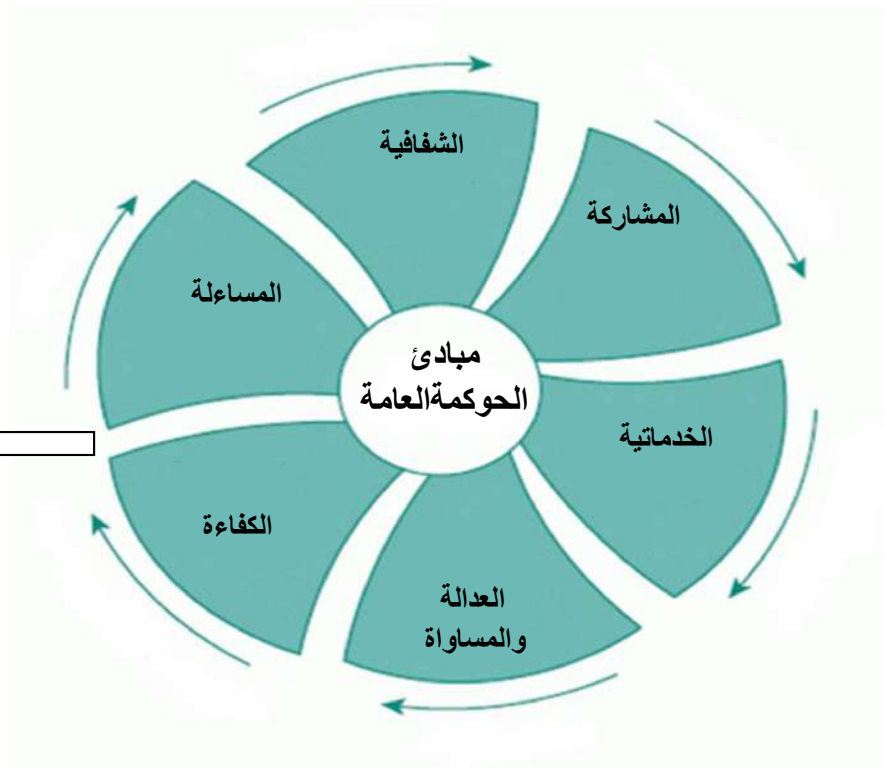 الشفافية
المشاركة
المساءلة
مبادئ
الحوكمةالعامة
الخدماتية
الكفاءة
العدالة
والمساواة